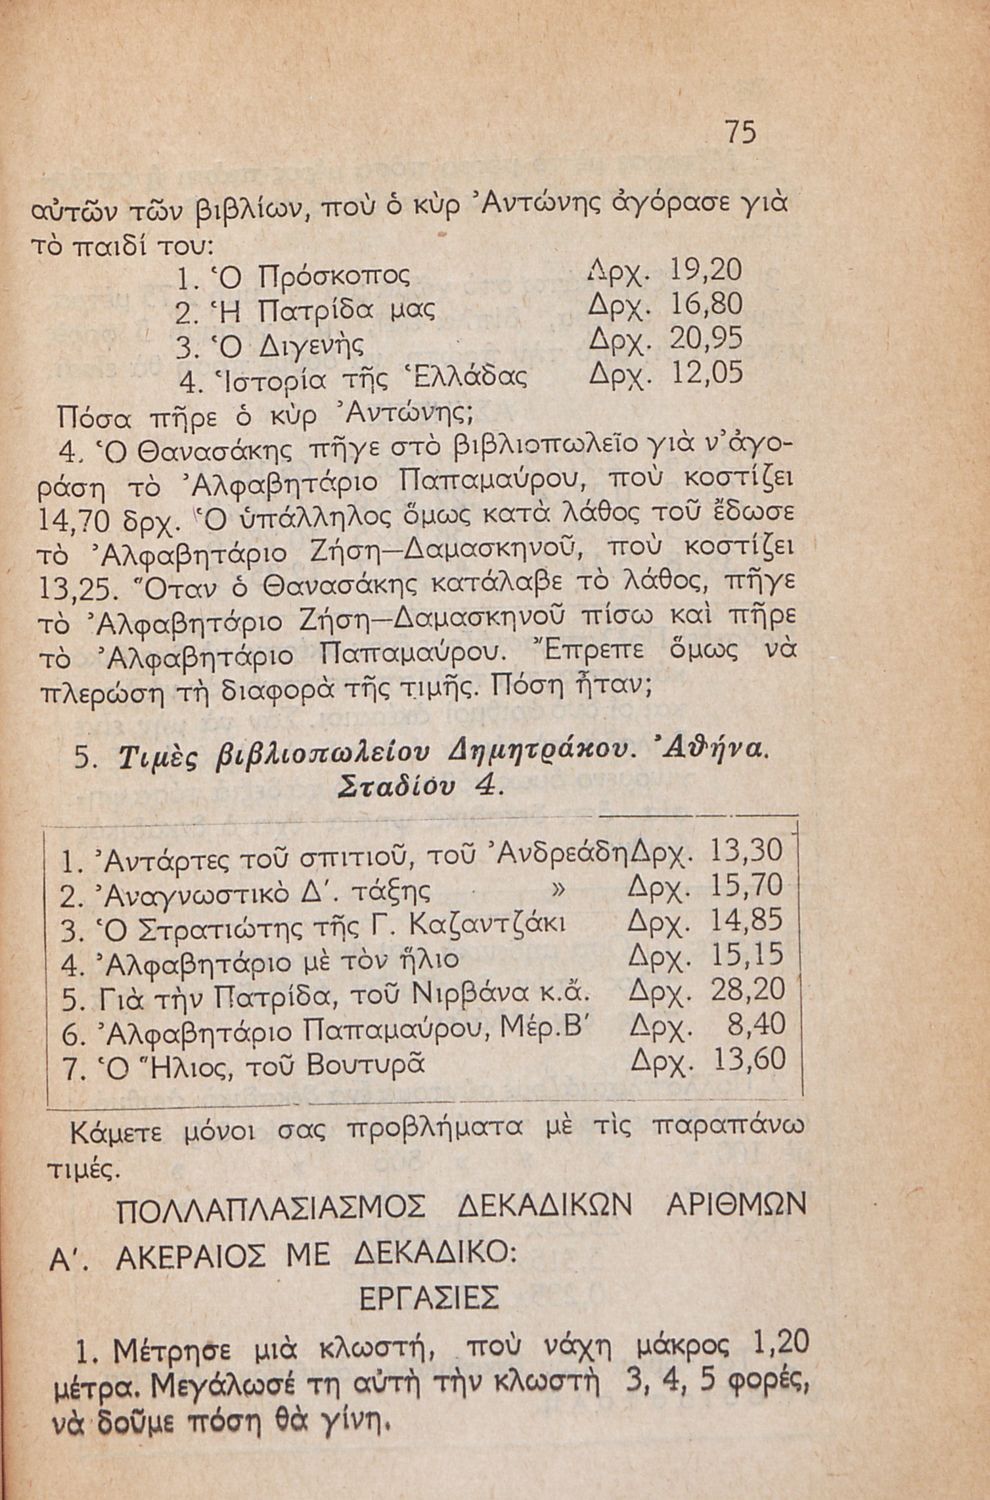 75
αὐτῶν τῶν βιβλίων, ποὺ ὁ κὺρ Ἀντώνης ἀγόρασε γιὰ
τὸ παιδί του:
1. Ὁ Πρόσκοπος Δρχ. 19,20
2. Ἡ Πατρίδα μας Δρχ. 16,80
3. Ὁ Διγενὴς Δρχ. 20,95
4. Ἱστορία τῆς Ἑλλάδας Δρχ. 12,05
Πόσα πῆρε ὁ κὺρ Ἀντώνης;
4. Ὁ Θανασάκης πῆγε στὸ βιβλιοπωλεῖο γιὰ ν’ἀγο-
ράση τὸ Ἀλφαβητάριο Παπαμαύρου, ποὺ κοστίζει
14,70 δρχ. Ὁ ὑπάλληλος ὅμως κατὰ λάθος τοῦ ἔδωσε
τὸ Ἀλφαβητάριο Ζήση—Δαμασκηνοῦ, ποὺ κοστίζει
13,25. Ὅταν ὁ Θανασάκης κατάλαβε τὸ λάθος, πῆγε
τὸ Ἀλφαβητάριο Ζήση—Δαμασκηνοῦ πίσω καὶ πῆρε
τὸ Ἀλφαβητάριο Παπαμαύρου. Ἔπρεπε ὅμως νὰ
πλερώση τὴ διαφορὰ τῆς τιμῆς. Πόση ἦταν;
5. Τιμὲς βιβλιοπωλείου Δημητράκου. Ἀθήνα.
Σταδίου 4.
1. Ἀντάρτες τοῦ σπιτιοῦ, τοῦ Ἀνδρεάδη Δρχ. 13,30
2. Ἀναγνωστικὸ Δ′. τάξης » Δρχ. 15,70
3. Ὁ Στρατιώτης τῆς Γ. Καζαντζάκι Δρχ. 14,85
4. Ἀλφαβητάριο μὲ τὸν ἥλιο Δρχ. 15,15
5. Γιὰ τὴν Πατρίδα, τοῦ Νιρβάνα κ.ἄ. Δρχ. 28,20
6. Ἀλφαβητάριο Παπαμαύρου, Μέρ.Β′ Δρχ. 8,40
7. Ὁ Ἥλιος, τοῦ Βουτυρᾶ Δρχ. 13,60
Κάμετε μόνοι σας προβλήματα μὲ τὶς παραπάνω
τιμές.
ΠΟΛΛΑΠΛΑΣΙΑΣΜΟΣ ΔΕΚΑΔΙΚΩΝ ΑΡΙΘΜΩΝ
Α′. ΑΚΕΡΑΙΟΣ ΜΕ ΔΕΚΑΔΙΚΟ:
ΕΡΓΑΣΙΕΣ
1. Μέτρησε μιὰ κλωστή, ποὺ νάχη μάκρος 1,20
μέτρα. Μεγάλωσέ τη αὐτὴ τὴν κλωστὴ 3, 4, 5 φορές,
νὰ δοῦμε πόση θὰ γίνη.